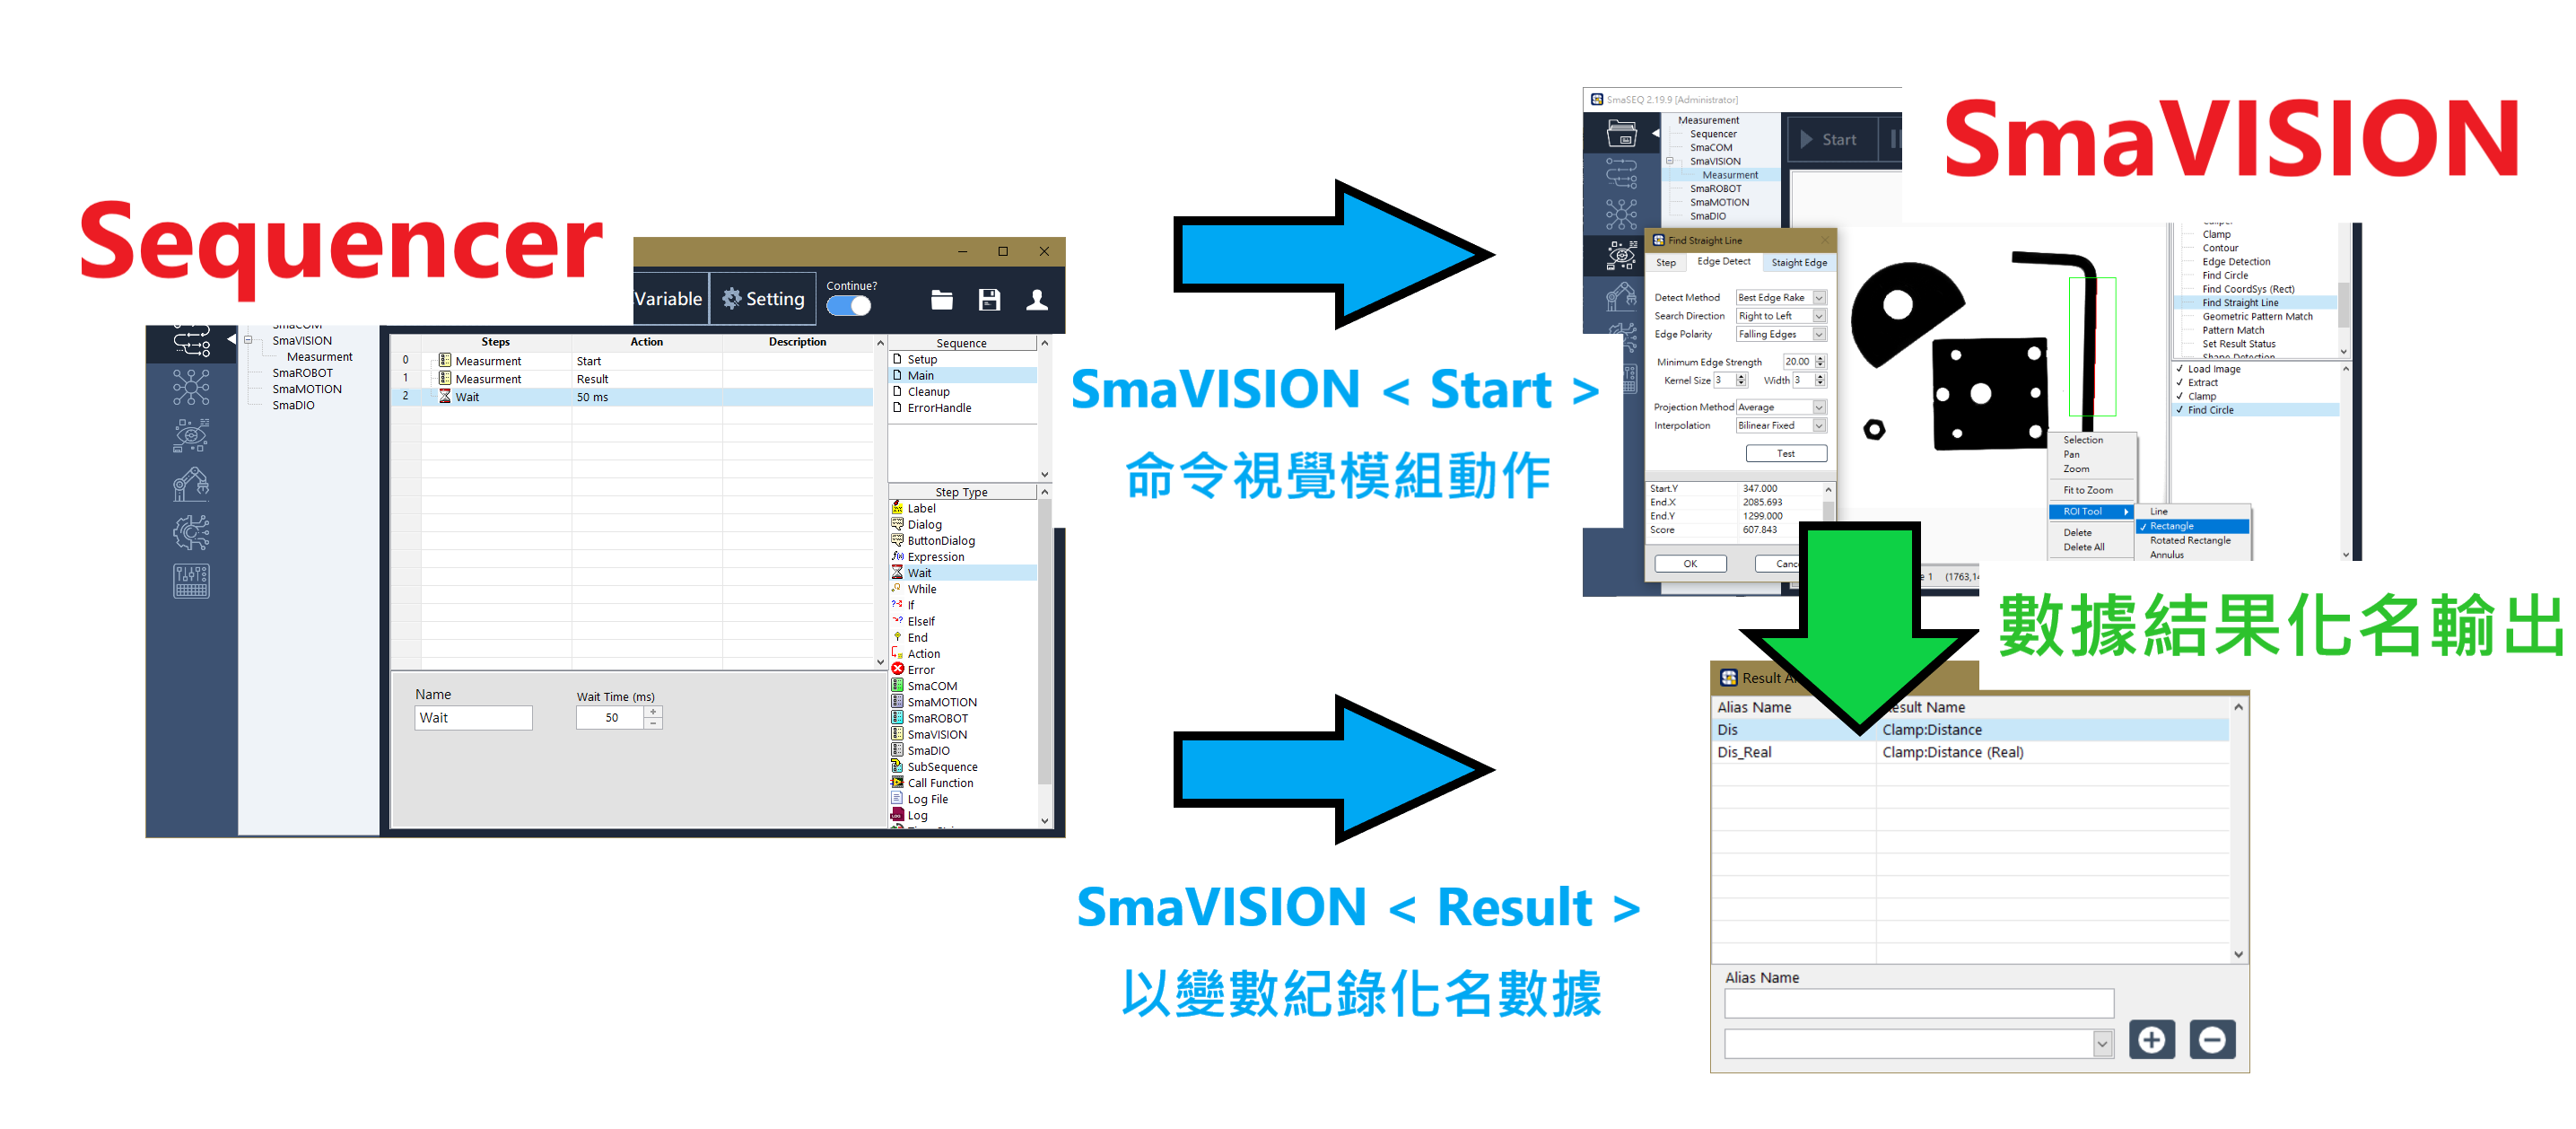 Sequencer
Variable
Setting
Continue?
SmaVISION
Measurment
SmaROBOT
SmaMOTION
SmaDIO
Steps Action Description
0 Measurment Start
1 Measurment Result
2 Wait 50 ms
Sequence
Setup
Main
Cleanup
ErrorHandle
Step Type
Label
Dialog
ButtonDialog
Expression
Wait
While
If
ElseIf
End
Action
Error
SmaCOM
SmaMOTION
SmaROBOT
SmaVISION
SmaDIO
SubSequence
Call Function
Log File
Log
Name
Wait
Wait Time (ms)
50
SmaVISION < Start >
命令視覺模組動作
SmaVISION < Result >
以變數紀錄化名數據
SmaVISION
SmaSEQ 2.19.9 [Administrator]
Measurement
Sequencer
SmaCOM
SmaVISION
Measurment
SmaROBOT
SmaMOTION
SmaDIO
Start
Find Straight Line
Step Edge Detect Staight Edge
Detect Method Best Edge Rake
Search Direction Right to Left
Edge Polarity Falling Edges
Minimum Edge Strength 20.00
Kernel Size 3 Width 3
Projection Method Average
Interpolation Bilinear Fixed
Test
Start.Y 347.000
End.X 2085.693
End.Y 1299.000
Score 607.843
OK
Clamp
Contour
Edge Detection
Find Circle
Find CoordSys (Rect)
Find Straight Line
Geometric Pattern Match
Pattern Match
Set Result Status
Load Image
Extract
Clamp
Find Circle
Selection
Pan
Zoom
Fit to Zoom
ROI Tool
Delete
Delete All
Line
Rectangle
Rotated Rectangle
Annulus
數據結果化名輸出
Result
Alias Name
Name
Dis Clamp:Distance
Dis_Real Clamp:Distance (Real)
Alias Name